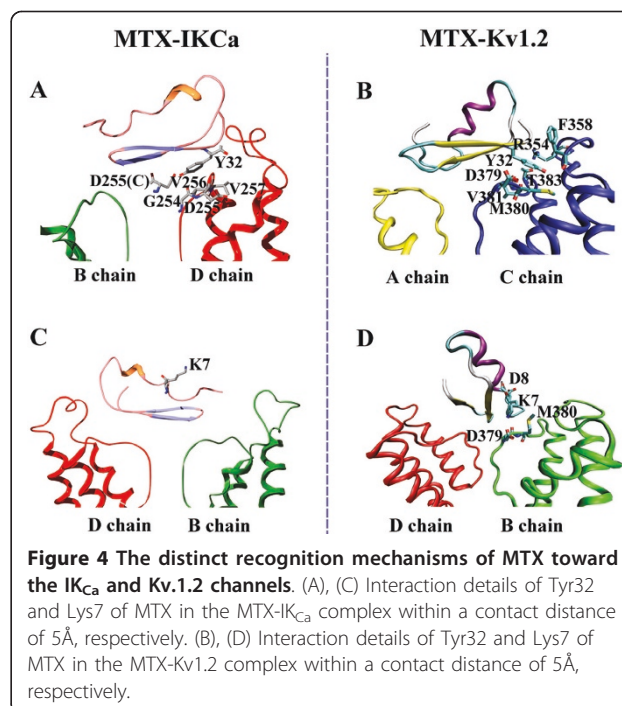 MTX-IKCa
MTX-Kv1.2
A
Y32
D255(C)
V256
V257
G254
D255
B chain
D chain
B
F358
R354
Y32
D379
T383
V381
M380
A chain
C chain
C
K7
D chain
B chain
D
D8
K7
M380
D379
D chain
B chain
Figure 4 The distinct recognition mechanisms of MTX toward
the IKCa and Kv.1.2 channels. (A), (C) Interaction details of Tyr32
and Lys7 of MTX in the MTX-IKCa complex within a contact distance
of 5Å, respectively. (B), (D) Interaction details of Tyr32 and Lys7 of
MTX in the MTX-Kv1.2 complex within a contact distance of 5Å,
respectively.